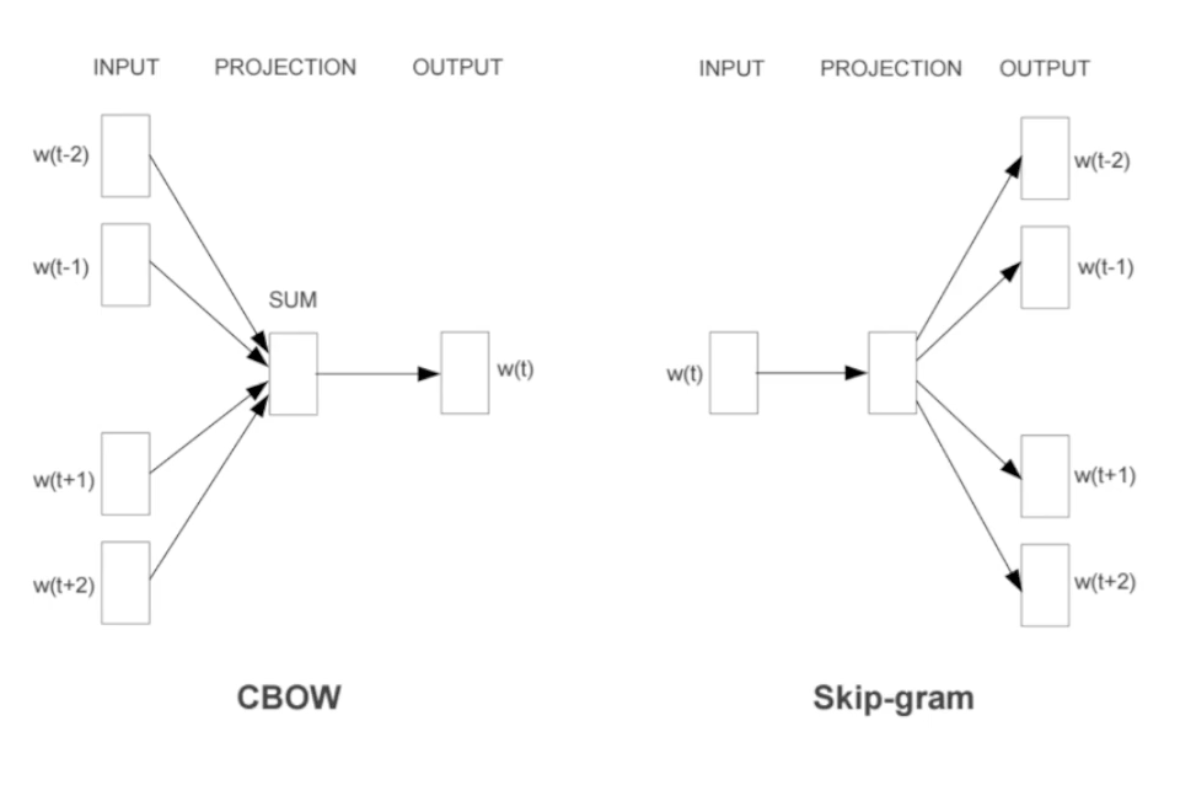 INPUT PROJECTION OUTPUT
w(t-2)
w(t-1)
SUM
w(t)
w(t+1)
w(t+2)
CBOW
INPUT PROJECTION OUTPUT
w(t-2)
w(t-1)
w(t)
w(t+1)
w(t+2)
Skip-gram